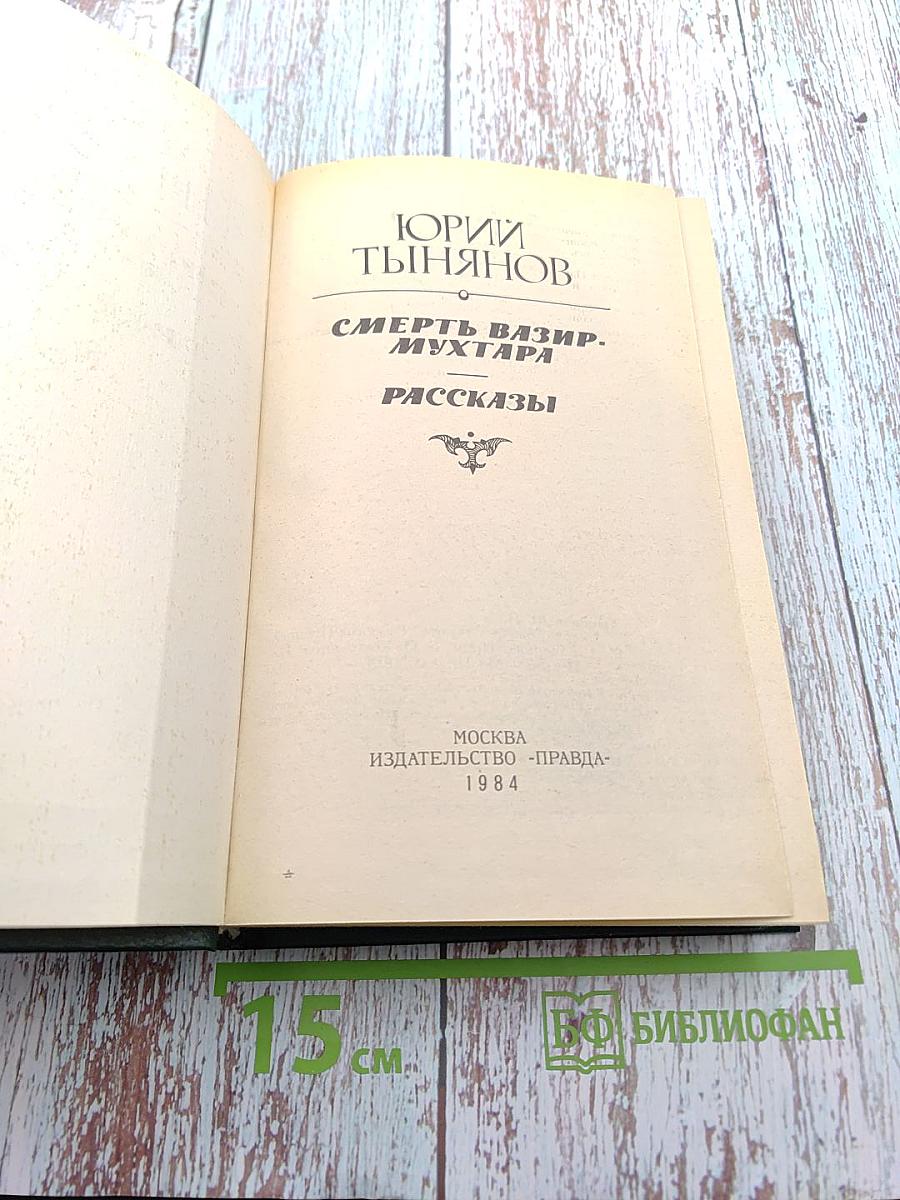 ЮРИЙ
ТЫНЯНОВ
СМЕРТЬ ВАЗИР-
МУХТАРА
РАССКАЗЫ
МОСКВА
ИЗДАТЕЛЬСТВО «ПРАВДА»
1984
15 см
БФ БИБЛИОФАН